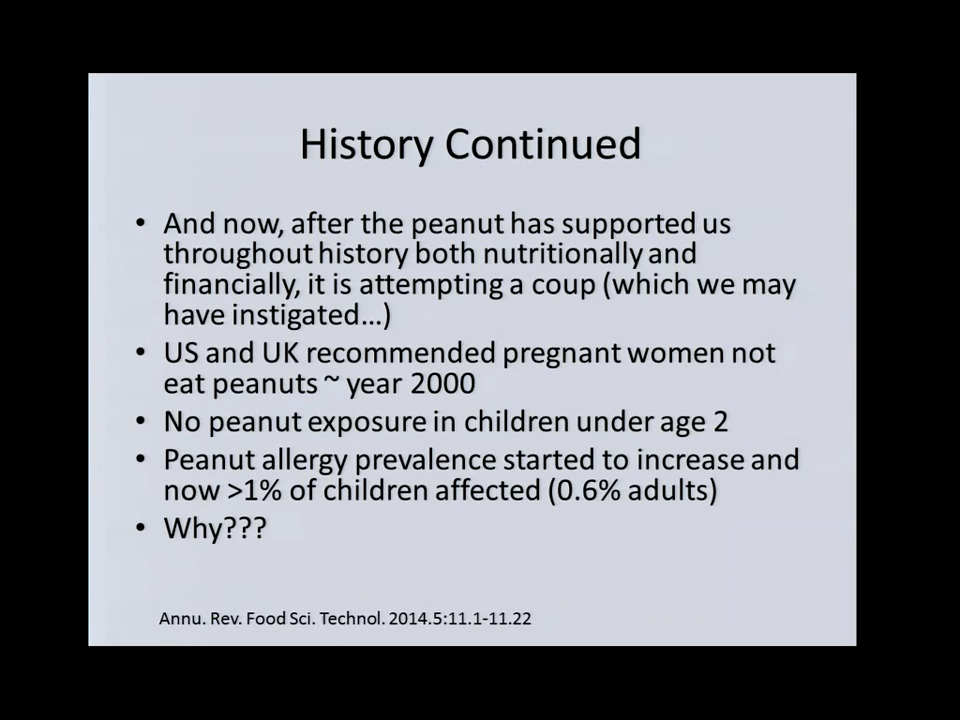 History Continued
• And now, after the peanut has supported us
throughout history both nutritionally and
financially, it is attempting a coup (which we may
have instigated…)
• US and UK recommended pregnant women not
eat peanuts ~ year 2000
• No peanut exposure in children under age 2
• Peanut allergy prevalence started to increase and
now >1% of children affected (0.6% adults)
• Why???
Annu. Rev. Food Sci. Technol. 2014.5:11.1-11.22